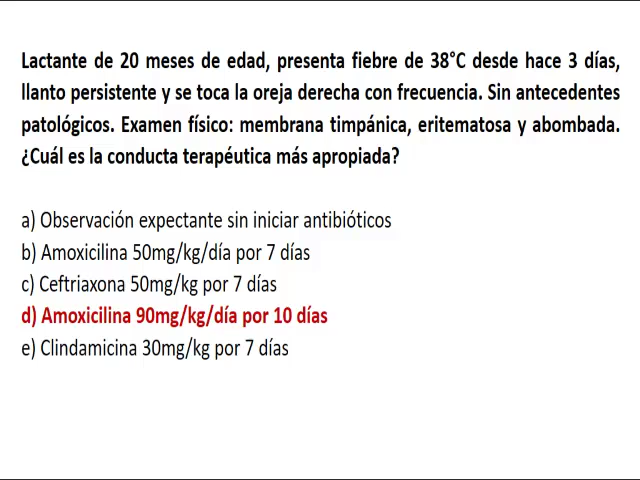 Lactante de 20 meses de edad, presenta fiebre de 38°C desde hace 3 días,
llanto persistente y se toca la oreja derecha con frecuencia. Sin antecedentes
patológicos. Examen físico: membrana timpánica, eritematosa y abombada.
¿Cuál es la conducta terapéutica más apropiada?
a) Observación expectante sin iniciar antibióticos
b) Amoxicilina 50mg/kg/día por 7 días
c) Ceftriaxona 50mg/kg por 7 días
d) Amoxicilina 90mg/kg/día por 10 días
e) Clindamicina 30mg/kg por 7 días